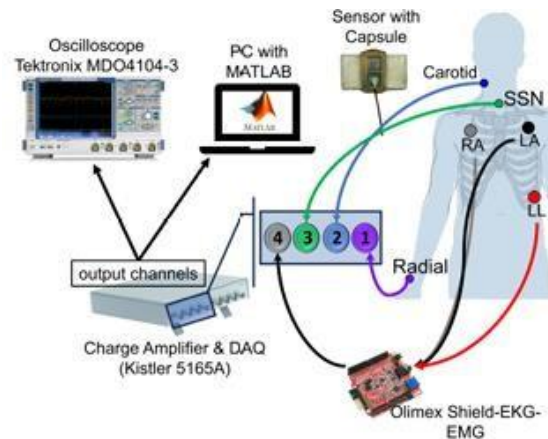 Oscilloscope
Tektronix MDO4104-3
PC with
MATLAB
MATLAB
Sensor with
Capsule
Carotid
SSN
RA
LA
LL
4
3
2
1
Radial
output channels
Charge Amplifier & DAQ
(Kistler 5165A)
Olimex Shield-EKG-
EMG